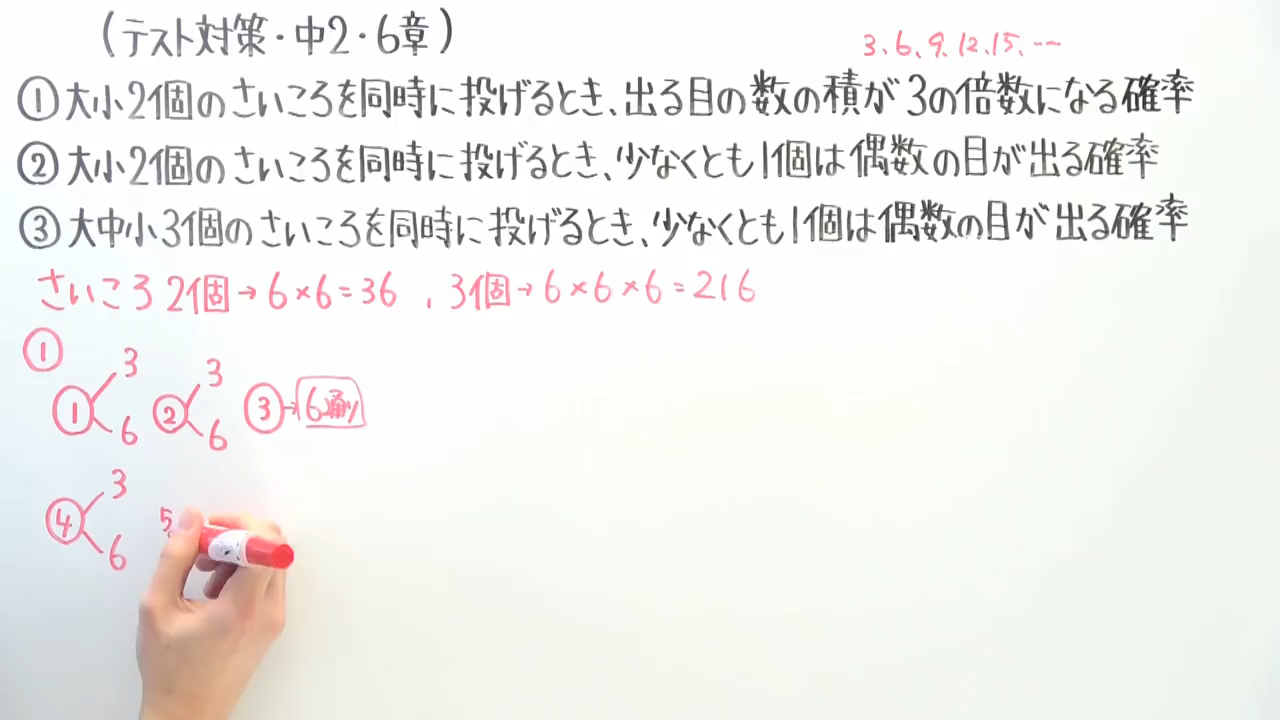 (テスト対策・中2・6章)
3、6、9、12、15、…
①大小2個のさいころを同時に投げるとき、出る目の数の積が3の倍数になる確率
②大小2個のさいころを同時に投げるとき、少なくとも1個は偶数の目が出る確率
③大中小3個のさいころを同時に投げるとき、少なくとも1個は偶数の目が出る確率
さいころ2個→6×6=36、3個→6×6×6=216
①
3 3
① ② ③→6通り
6 6
3
④ 5
6